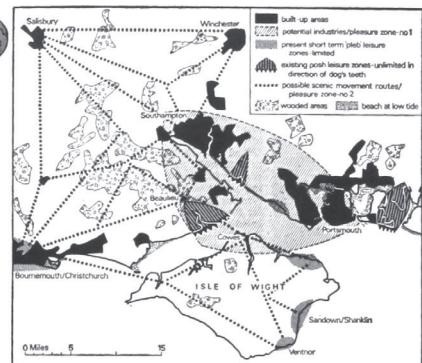 Salisbury
Winchester
built-up areas
potential industries/pleasure zone-no 1
present short term 'pleb' leisure
zones -limited
existing posh leisure zones-unlimited in
direction of dog's teeth
possible scenic movement routes/
pleasure zone-no 2
wooded areas
beach at low tide
Southampton
Beaulieu
Portsmouth
Cowes
Bournemouth/Christchurch
ISLE OF WIGHT
Sandown/Shanklin
0 Miles 5 15
Ventnor